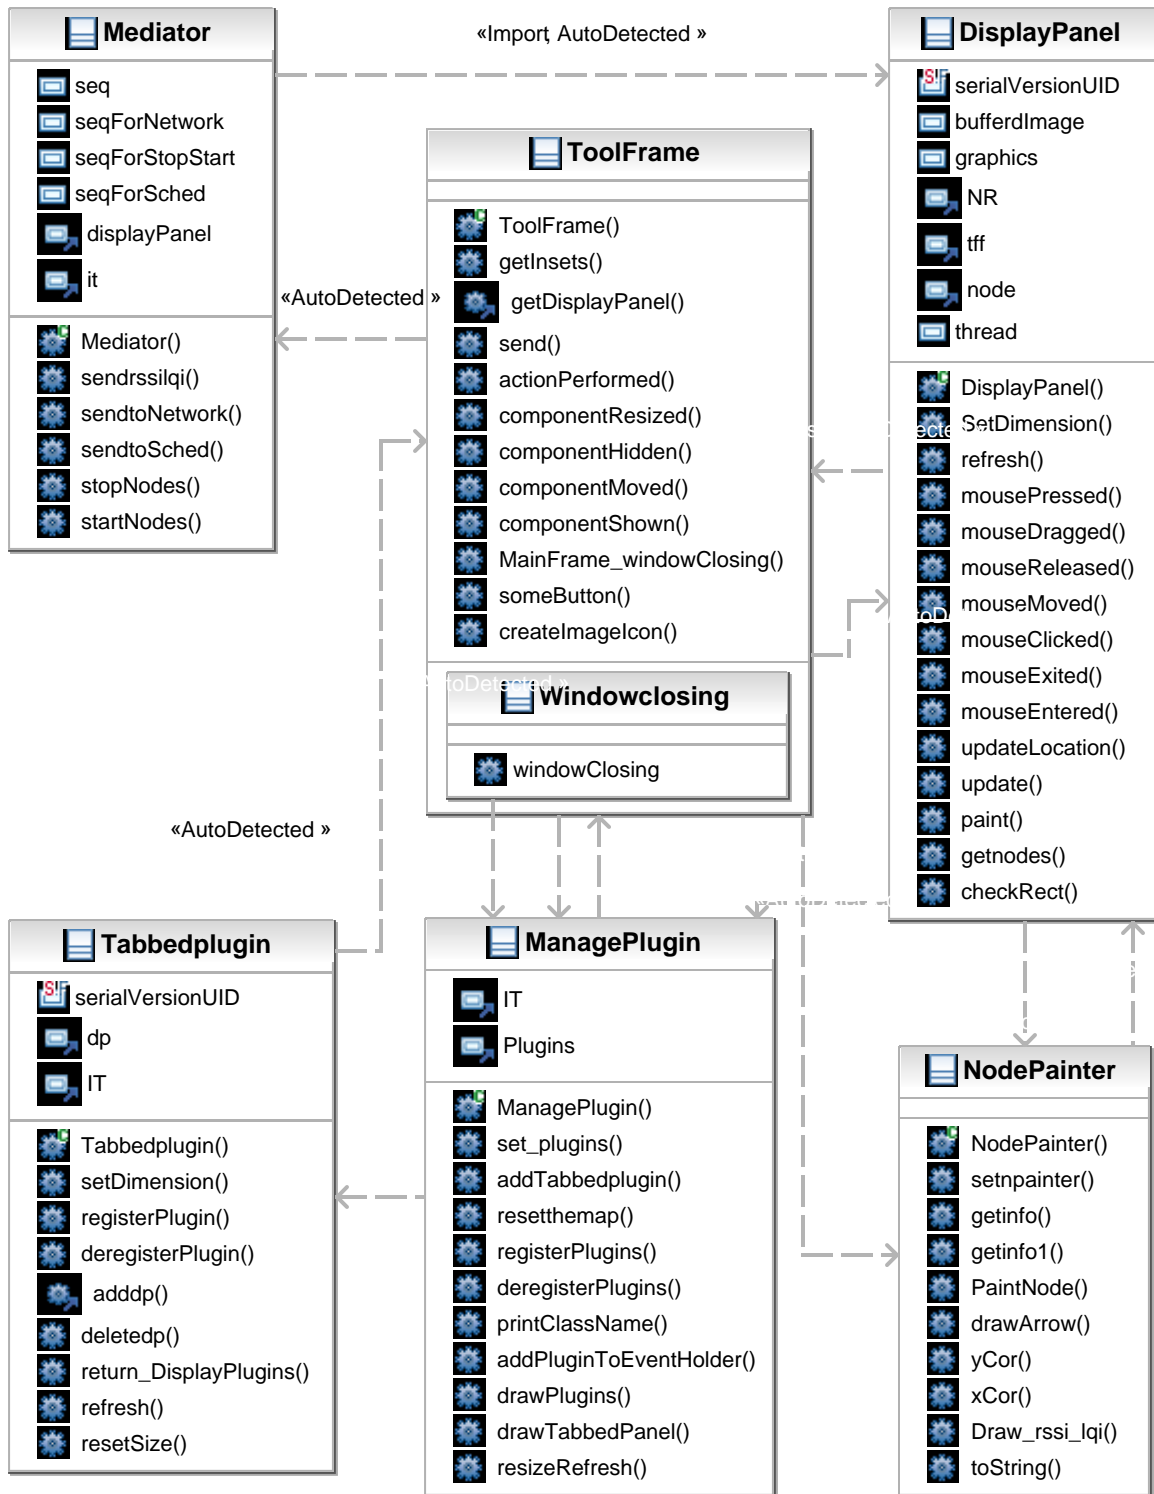 Mediator
seq
seqForNetwork
seqForStopStart
seqForSched
displayPanel
it
Mediator()
sendrssilqi()
sendtoNetwork()
sendtoSched()
stopNodes()
startNodes()
«Import, AutoDetected »
«AutoDetected »
ToolFrame
ToolFrame()
getInsets()
getDisplayPanel()
send()
actionPerformed()
componentResized()
componentHidden()
componentMoved()
componentShown()
MainFrame_windowClosing()
someButton()
createImageIcon()
Windowclosing
windowClosing
DisplayPanel
serialVersionUID
bufferdImage
graphics
NR
tff
node
thread
DisplayPanel()
SetDimension()
refresh()
mousePressed()
mouseDragged()
mouseReleased()
mouseMoved()
mouseClicked()
mouseExited()
mouseEntered()
updateLocation()
update()
paint()
getnodes()
checkRect()
«AutoDetected »
Tabbedplugin
serialVersionUID
dp
IT
Tabbedplugin()
setDimension()
registerPlugin()
deregisterPlugin()
adddp()
deletedp()
return_DisplayPlugins()
refresh()
resetSize()
ManagePlugin
IT
Plugins
ManagePlugin()
set_plugins()
addTabbedplugin()
resetthemap()
registerPlugins()
deregisterPlugins()
printClassName()
addPluginToEventHolder()
drawPlugins()
drawTabbedPanel()
resizeRefresh()
NodePainter
NodePainter()
setnpainter()
getinfo()
getinfo1()
PaintNode()
drawArrow()
yCor()
xCor()
Draw_rssi_lqi()
toString()